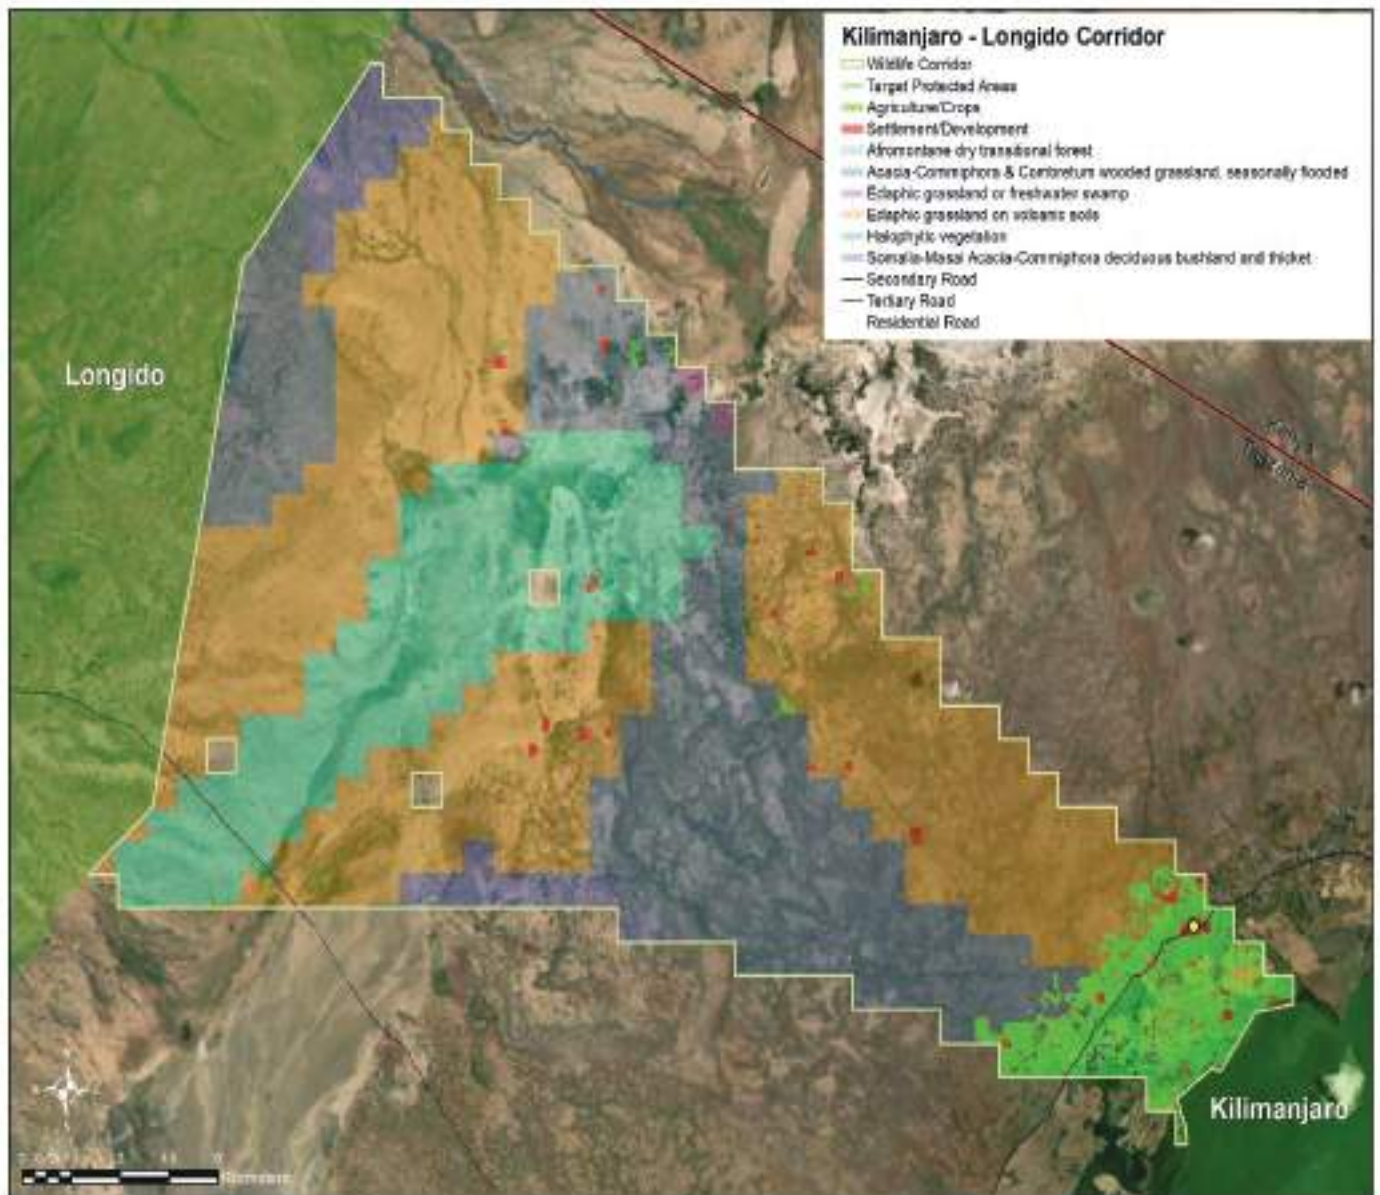 Kilimanjaro - Longido Corridor
Wildlife Corridor
Target Protected Areas
Agriculture/Crops
Settlement/Development
Afromontane dry transitional forest
Acacia-Commiphora & Combretum wooded grassland, seasonally flooded
Edaphic grassland or freshwater swamp
Edaphic grassland on volcanic soils
Halophytic vegetation
Somalia-Masai Acacia-Commiphora deciduous bushland and thicket
Secondary Road
Tertiary Road
Residential Road
Longido
Tanzania
Kilimanjaro
Kilometers